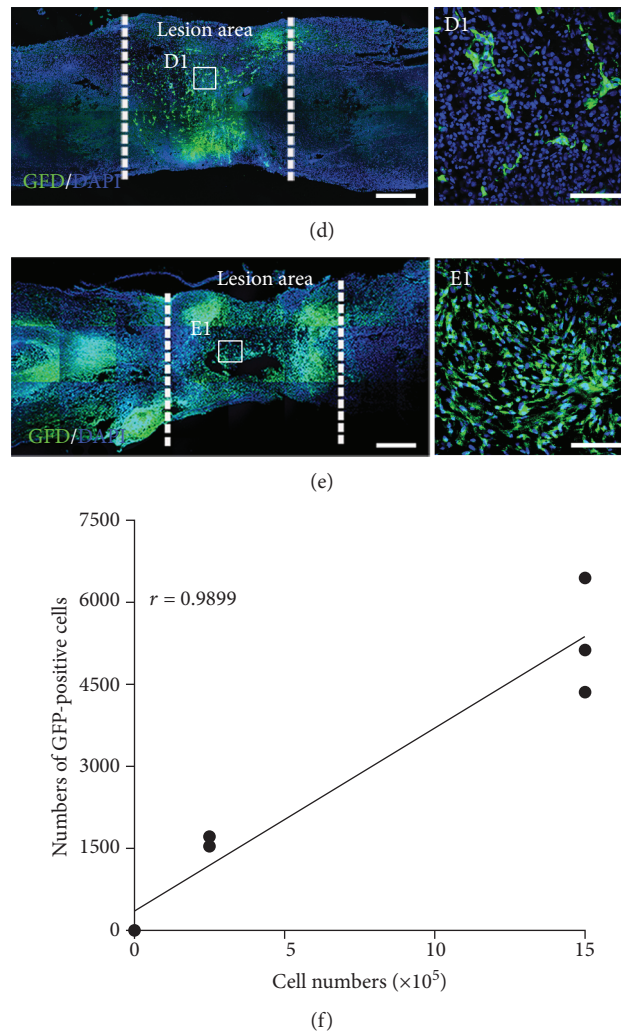 Lesion area
D1
GFD/DAPI
D1
(d)
Lesion area
E1
GFD/DAPI
E1
(e)
7500
6000
4500
3000
1500
0
Numbers of GFP-positive cells
r = 0.9899
0
5
10
15
Cell numbers (×10⁵)
(f)